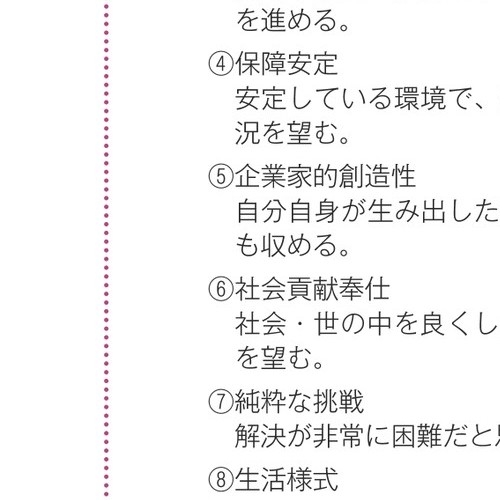 を進める。
④保障安定
安定している環境で、
況を望む。
⑤企業家的創造性
自分自身が生み出した
も収める。
⑥社会貢献奉仕
社会・世の中を良くし
を望む。
⑦純粋な挑戦
解決が非常に困難だと
⑧生活様式